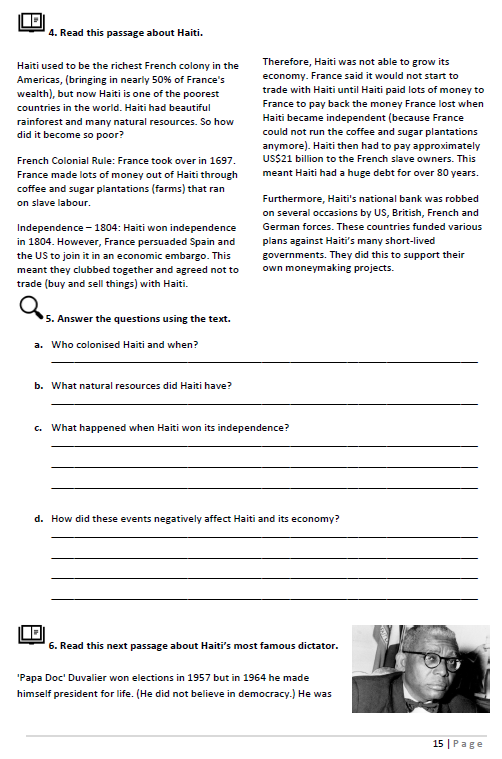 4. Read this passage about Haiti.
Haiti used to be the richest French colony in the
Americas, (bringing in nearly 50% of France's
wealth), but now Haiti is one of the poorest
countries in the world. Haiti had beautiful
rainforest and many natural resources. So how
did it become so poor?
French Colonial Rule: France took over in 1697.
France made lots of money out of Haiti through
coffee and sugar plantations (farms) that ran
on slave labour.
Independence – 1804: Haiti won independence
in 1804. However, France persuaded Spain and
the US to join it in an economic embargo. This
meant they clubbed together and agreed not to
trade (buy and sell things) with Haiti.
Therefore, Haiti was not able to grow its
economy. France said it would not start to
trade with Haiti until Haiti paid lots of money to
France to pay back the money France lost when
Haiti became independent (because France
could not run the coffee and sugar plantations
anymore). Haiti then had to pay approximately
US$21 billion to the French slave owners. This
meant Haiti had a huge debt for over 80 years.
Furthermore, Haiti's national bank was robbed
on several occasions by US, British, French and
German forces. These countries funded various
plans against Haiti's many short-lived
governments. They did this to support their
own moneymaking projects.
5. Answer the questions using the text.
a. Who colonised Haiti and when?
b. What natural resources did Haiti have?
c. What happened when Haiti won its independence?
d. How did these events negatively affect Haiti and its economy?
6. Read this next passage about Haiti's most famous dictator.
'Papa Doc' Duvalier won elections in 1957 but in 1964 he made
himself president for life. (He did not believe in democracy.) He was
15 | Page